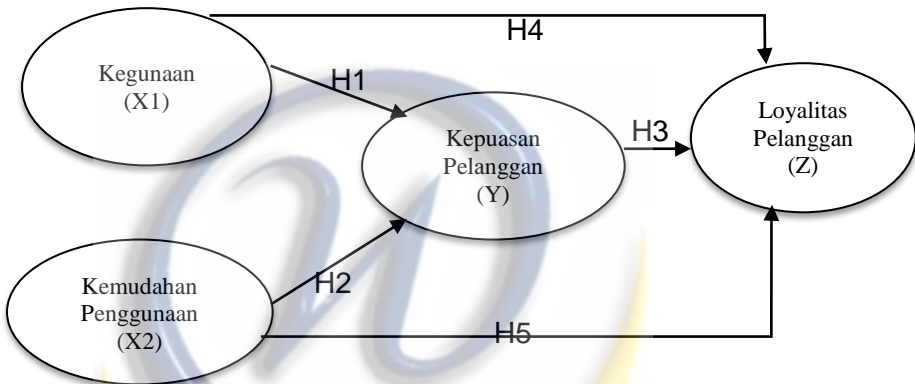 H4
Kegunaan
(X1)
H1
Kepuasan
Pelanggan
(Y)
H3
Loyalitas
Pelanggan
(Z)
Kemudahan
Penggunaan
(X2)
H2
H5